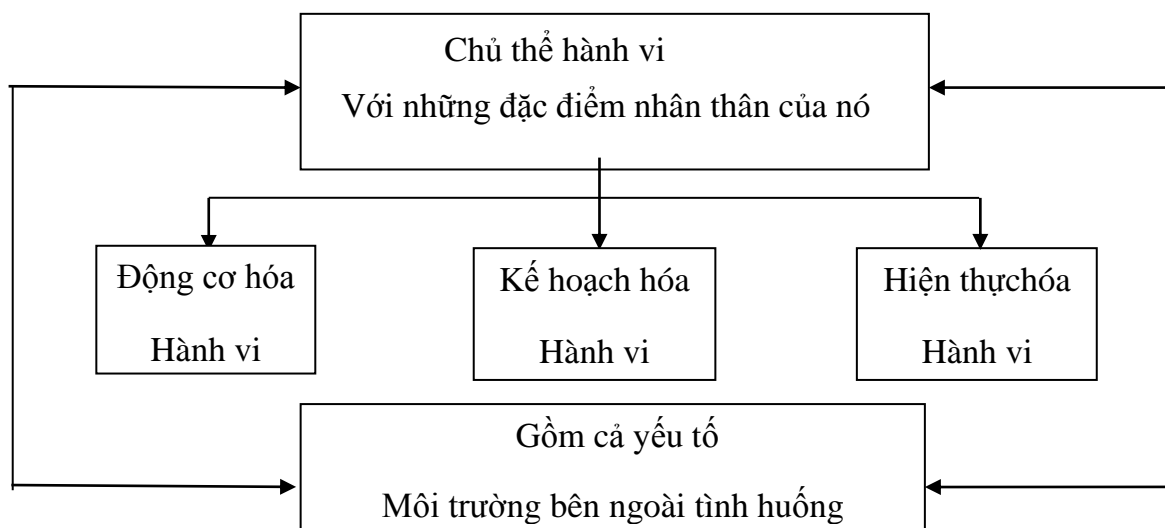 Chủ thể hành vi
Với những đặc điểm nhân thân của nó
Động cơ hóa
Hành vi
Kế hoạch hóa
Hành vi
Hiện thựchóa
Hành vi
Gồm cả yếu tố
Môi trường bên ngoài tình huống